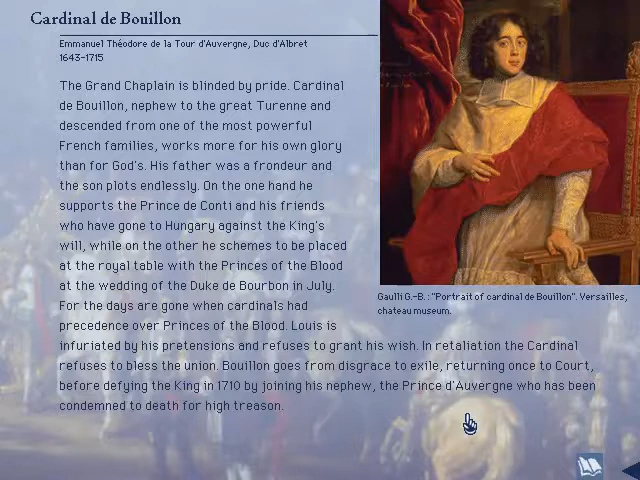 Cardinal de Bouillon
Emmanuel Théodore de la Tour d'Auvergne, Duc d'Albret
1643-1715
The Grand Chaplain is blinded by pride. Cardinal
de Bouillon, nephew to the great Turenne and
descended from one of the most powerful
French families, works more for his own glory
than for God's. His father was a frondeur and
the son plots endlessly. On the one hand he
supports the Prince de Conti and his friends
who have gone to Hungary against the King's
will, while on the other he schemes to be placed
at the royal table with the Princes of the Blood
at the wedding of the Duke de Bourbon in July.
For the days are gone when cardinals had
precedence over Princes of the Blood. Louis is
infuriated by his pretensions and refuses to grant his wish. In retaliation the Cardinal
refuses to bless the union. Bouillon goes from disgrace to exile, returning once to Court,
before defying the King in 1710 by joining his nephew, the Prince d'Auvergne who has been
condemned to death for high treason.
Gaulli G.-B. : "Portrait of cardinal de Bouillon". Versailles,
chateau museum.